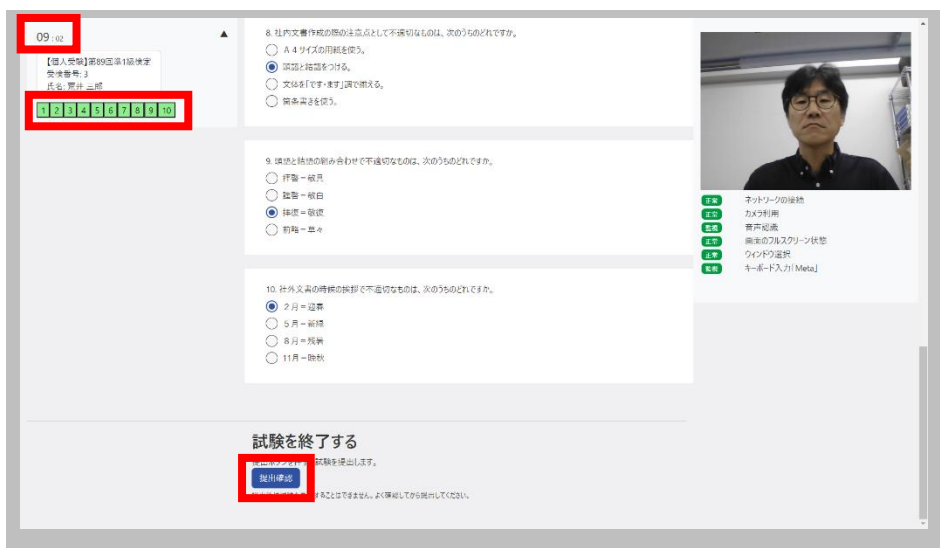 09 : 02
【個人受験】第89回準1級検定
受検番号: 3
氏名: 荒井 三郎
1 2 3 4 5 6 7 8 9 10
8. 社内文書作成の際の注意点として不適切なものは、次のうちのどれですか。
A4サイズの用紙を使う。
頭語と結語をつける。
文体を「です・ます」調で揃える。
箇条書きを使う。
9. 頭語と結語の組み合わせで不適切なものは、次のうちのどれですか。
拝啓 = 敬具
謹啓 = 敬白
拝復 = 敬復
前略 = 草々
10. 社外文書の時候の挨拶で不適切なものは、次のうちのどれですか。
2月 = 迎春
5月 = 新緑
8月 = 残暑
11月 = 晩秋
試験を終了する
試験を提出します。
提出確認
することはできません。よく確認してから提出してください。
正常 ネットワークの接続
正常 カメラ利用
監視 音声認識
正常 画面のフルスクリーン状態
正常 ウィンドウ選択
監視 キーボード入力「Meta」